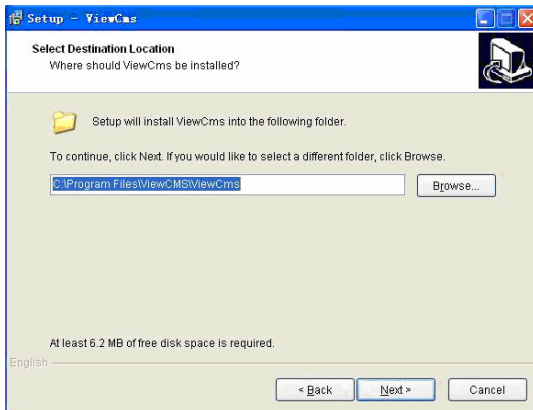 Setup - ViewCms
Select Destination Location
Where should ViewCms be installed?
Setup will install ViewCms into the following folder.
To continue, click Next. If you would like to select a different folder, click Browse.
C:\Program Files\ViewCMS\ViewCms
Browse...
At least 6.2 MB of free disk space is required.
English
< Back
Next >
Cancel